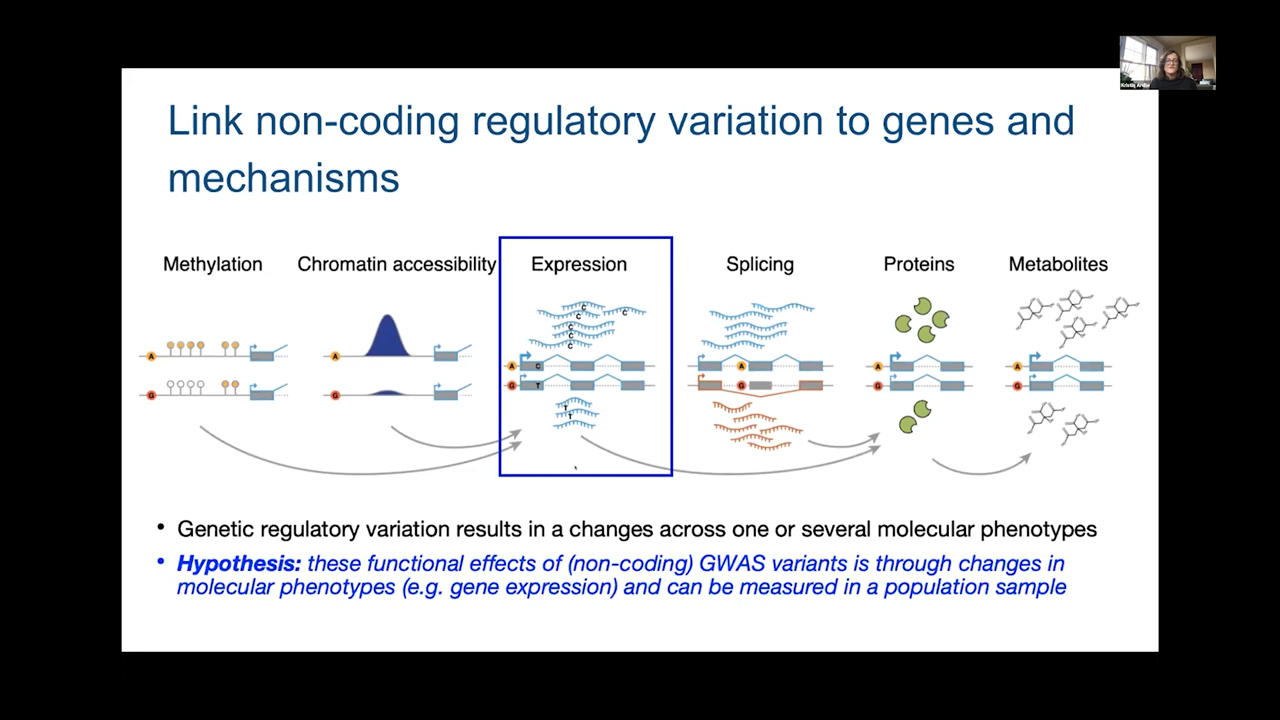 Link non-coding regulatory variation to genes and
mechanisms
Methylation
Chromatin accessibility
Expression
Splicing
Proteins
Metabolites
C
C
C
C
C
C
A
A
A C
A
A
A
G
G
G T
G
G
G
T
T
• Genetic regulatory variation results in a changes across one or several molecular phenotypes
• Hypothesis: these functional effects of (non-coding) GWAS variants is through changes in
molecular phenotypes (e.g. gene expression) and can be measured in a population sample
Kristin